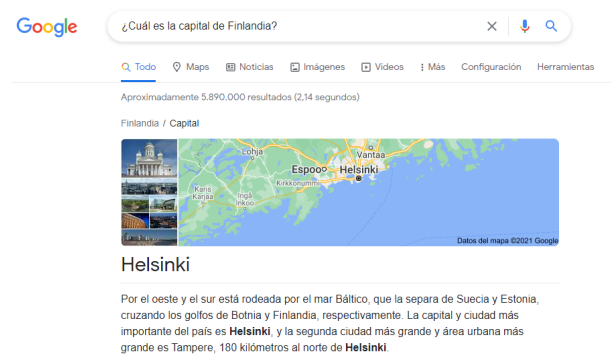 Google
¿Cuál es la capital de Finlandia?
Todo Maps Noticias Imágenes Videos Más Configuración Herramientas
Aproximadamente 5.890.000 resultados (2,14 segundos)
Finlandia / Capital
Lohja
Vantaa
Espoo Helsinki
Kirkkonummi
Karis
Karjaa
Ingå
Inkoo
Datos del mapa ©2021 Google
Helsinki
Por el oeste y el sur está rodeada por el mar Báltico, que la separa de Suecia y Estonia,
cruzando los golfos de Botnia y Finlandia, respectivamente. La capital y ciudad más
importante del país es Helsinki, y la segunda ciudad más grande y área urbana más
grande es Tampere, 180 kilómetros al norte de Helsinki.